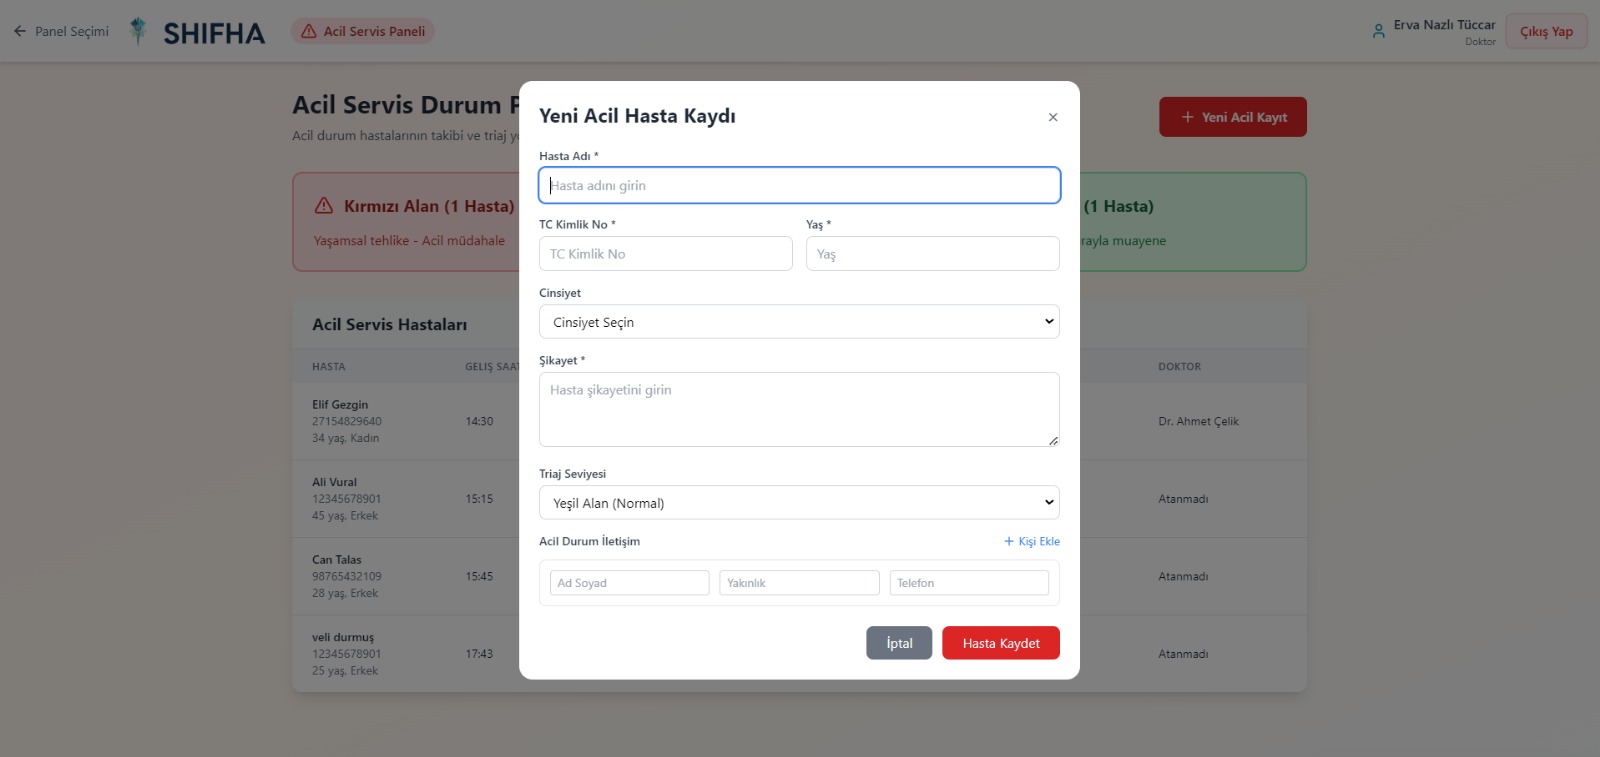 Panel Seçimi
SHIFHA
Acil Servis Paneli
Erva Nazlı Tüccar
Doktor
Çıkış Yap
Acil Servis Durum P
Acil durum hastalarının takibi ve triaj yö
+ Yeni Acil Kayıt
Kırmızı Alan (1 Hasta)
Yaşamsal tehlike - Acil müdahale
(1 Hasta)
rayla muayene
Acil Servis Hastaları
HASTA
GELİŞ SAAT
DOKTOR
Elif Gezgin
27154829640
34 yaş, Kadın
14:30
Dr. Ahmet Çelik
Ali Vural
12345678901
45 yaş, Erkek
15:15
Atanmadı
Can Talas
98765432109
28 yaş, Erkek
15:45
Atanmadı
veli durmuş
12345678901
25 yaş, Erkek
17:43
Atanmadı
Yeni Acil Hasta Kaydı
×
Hasta Adı *
Hasta adını girin
TC Kimlik No *
Yaş *
TC Kimlik No
Yaş
Cinsiyet
Cinsiyet Seçin
Şikayet *
Hasta şikayetini girin
Triaj Seviyesi
Yeşil Alan (Normal)
Acil Durum İletişim
+ Kişi Ekle
Ad Soyad
Yakınlık
Telefon
İptal
Hasta Kaydet